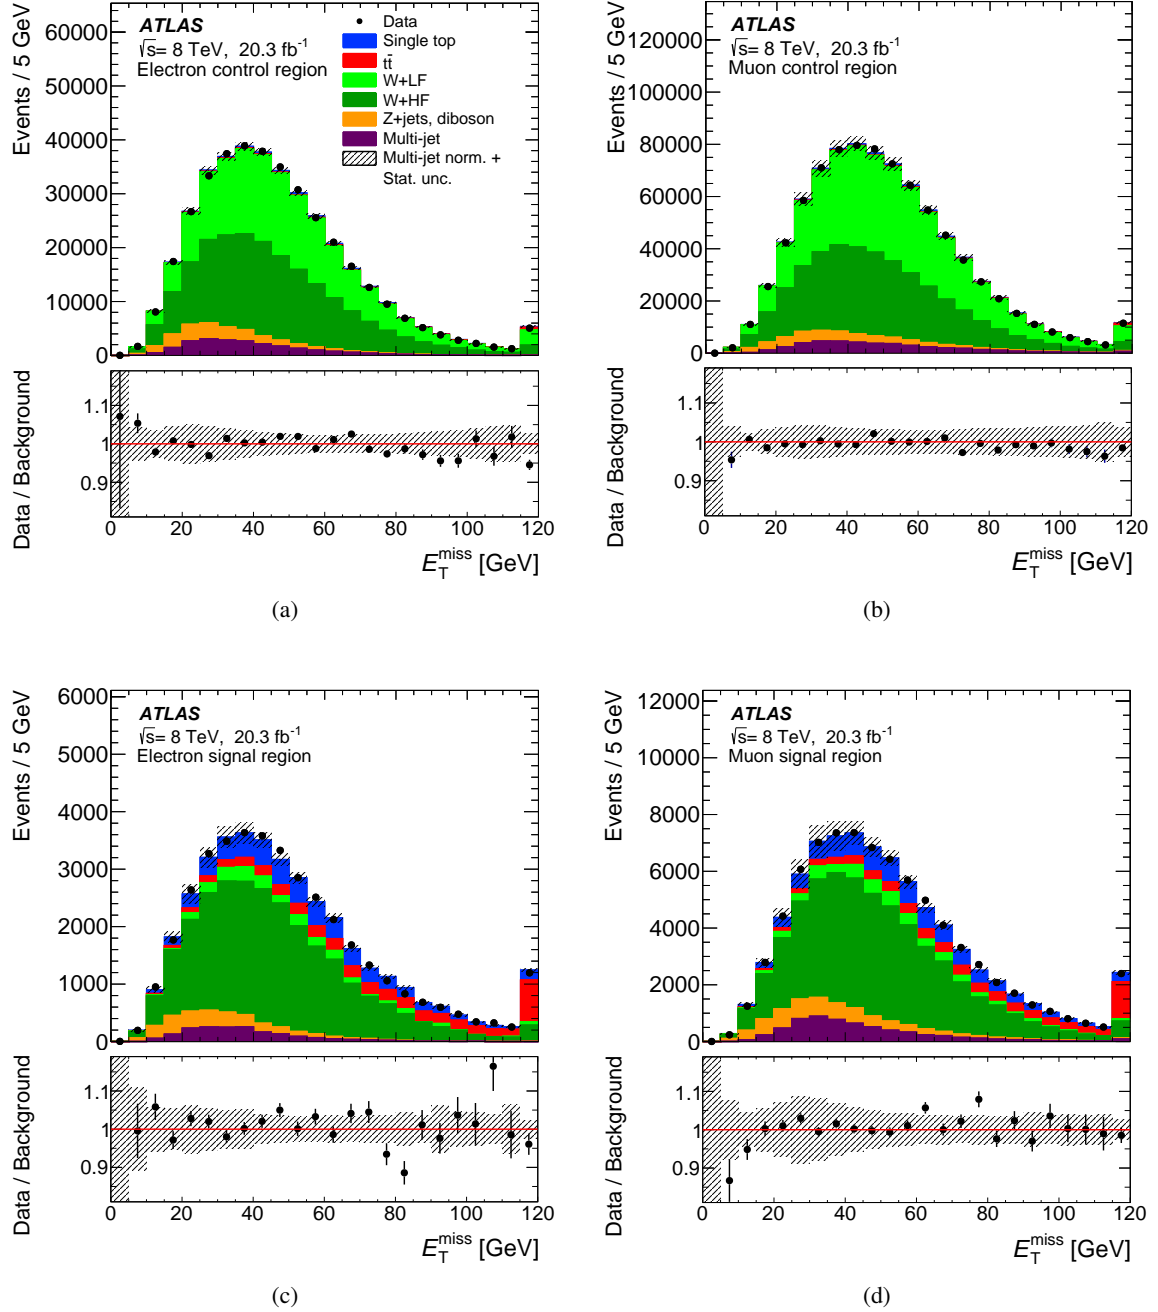 ATLAS
√s= 8 TeV, 20.3 fb-1
Electron control region
Data
Single top
tt̄
W+LF
W+HF
Z+jets, diboson
Multi-jet
Multi-jet norm. +
Stat. unc.
Events / 5 GeV
60000
50000
40000
30000
20000
10000
0
Data / Background
1.1
1
0.9
0 20 40 60 80 100 120
E_T^miss [GeV]
(a)
ATLAS
√s= 8 TeV, 20.3 fb-1
Muon control region
Events / 5 GeV
120000
100000
80000
60000
40000
20000
0
Data / Background
1.1
1
0.9
0 20 40 60 80 100 120
E_T^miss [GeV]
(b)
ATLAS
√s= 8 TeV, 20.3 fb-1
Electron signal region
Events / 5 GeV
6000
5000
4000
3000
2000
1000
0
Data / Background
1.1
1
0.9
0 20 40 60 80 100 120
E_T^miss [GeV]
(c)
ATLAS
√s= 8 TeV, 20.3 fb-1
Muon signal region
Events / 5 GeV
12000
10000
8000
6000
4000
2000
0
Data / Background
1.1
1
0.9
0 20 40 60 80 100 120
E_T^miss [GeV]
(d)